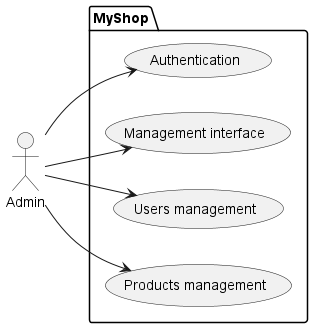 MyShop
Authentication
Management interface
Admin
Users management
Products management